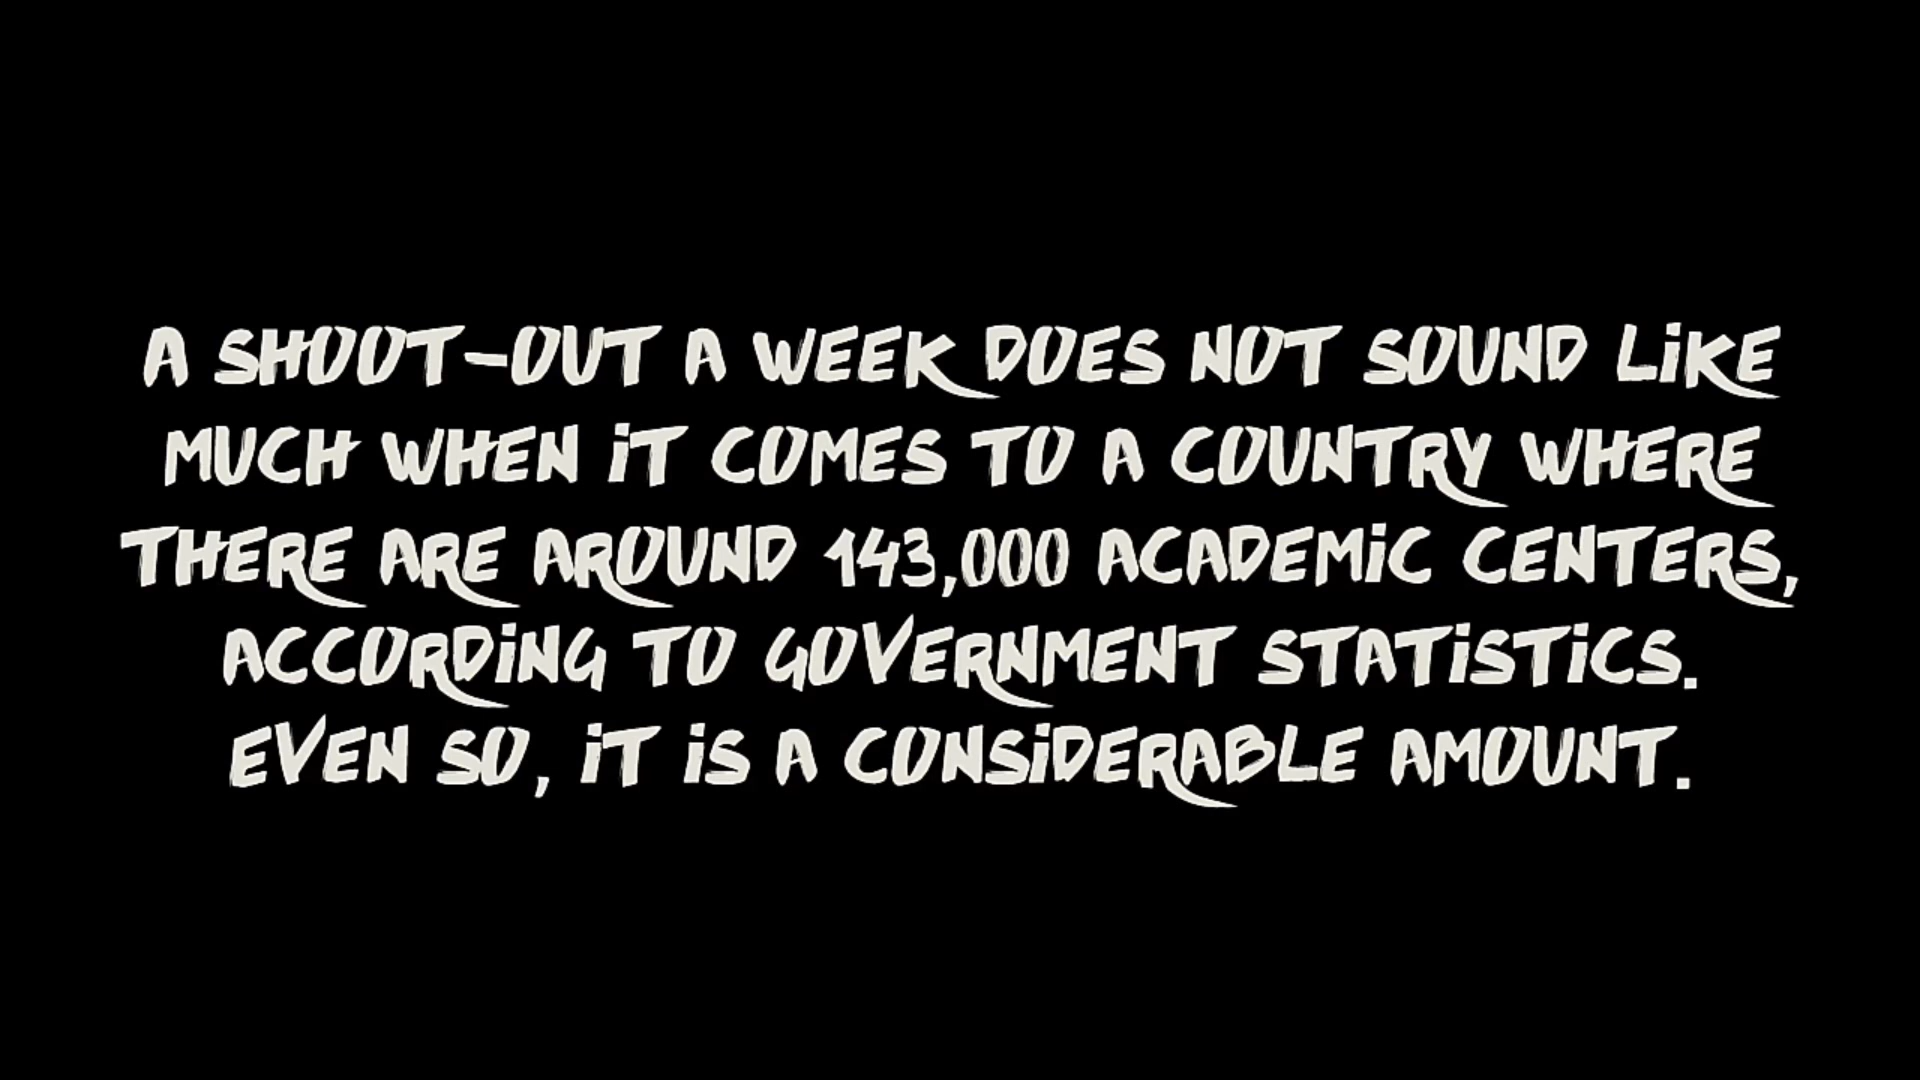 A SHOOT-OUT A WEEK DOES NOT SOUND LIKE
MUCH WHEN IT COMES TO A COUNTRY WHERE
THERE ARE AROUND 143,000 ACADEMIC CENTERS,
ACCORDING TO GOVERNMENT STATISTICS.
EVEN SO, IT IS A CONSIDERABLE AMOUNT.